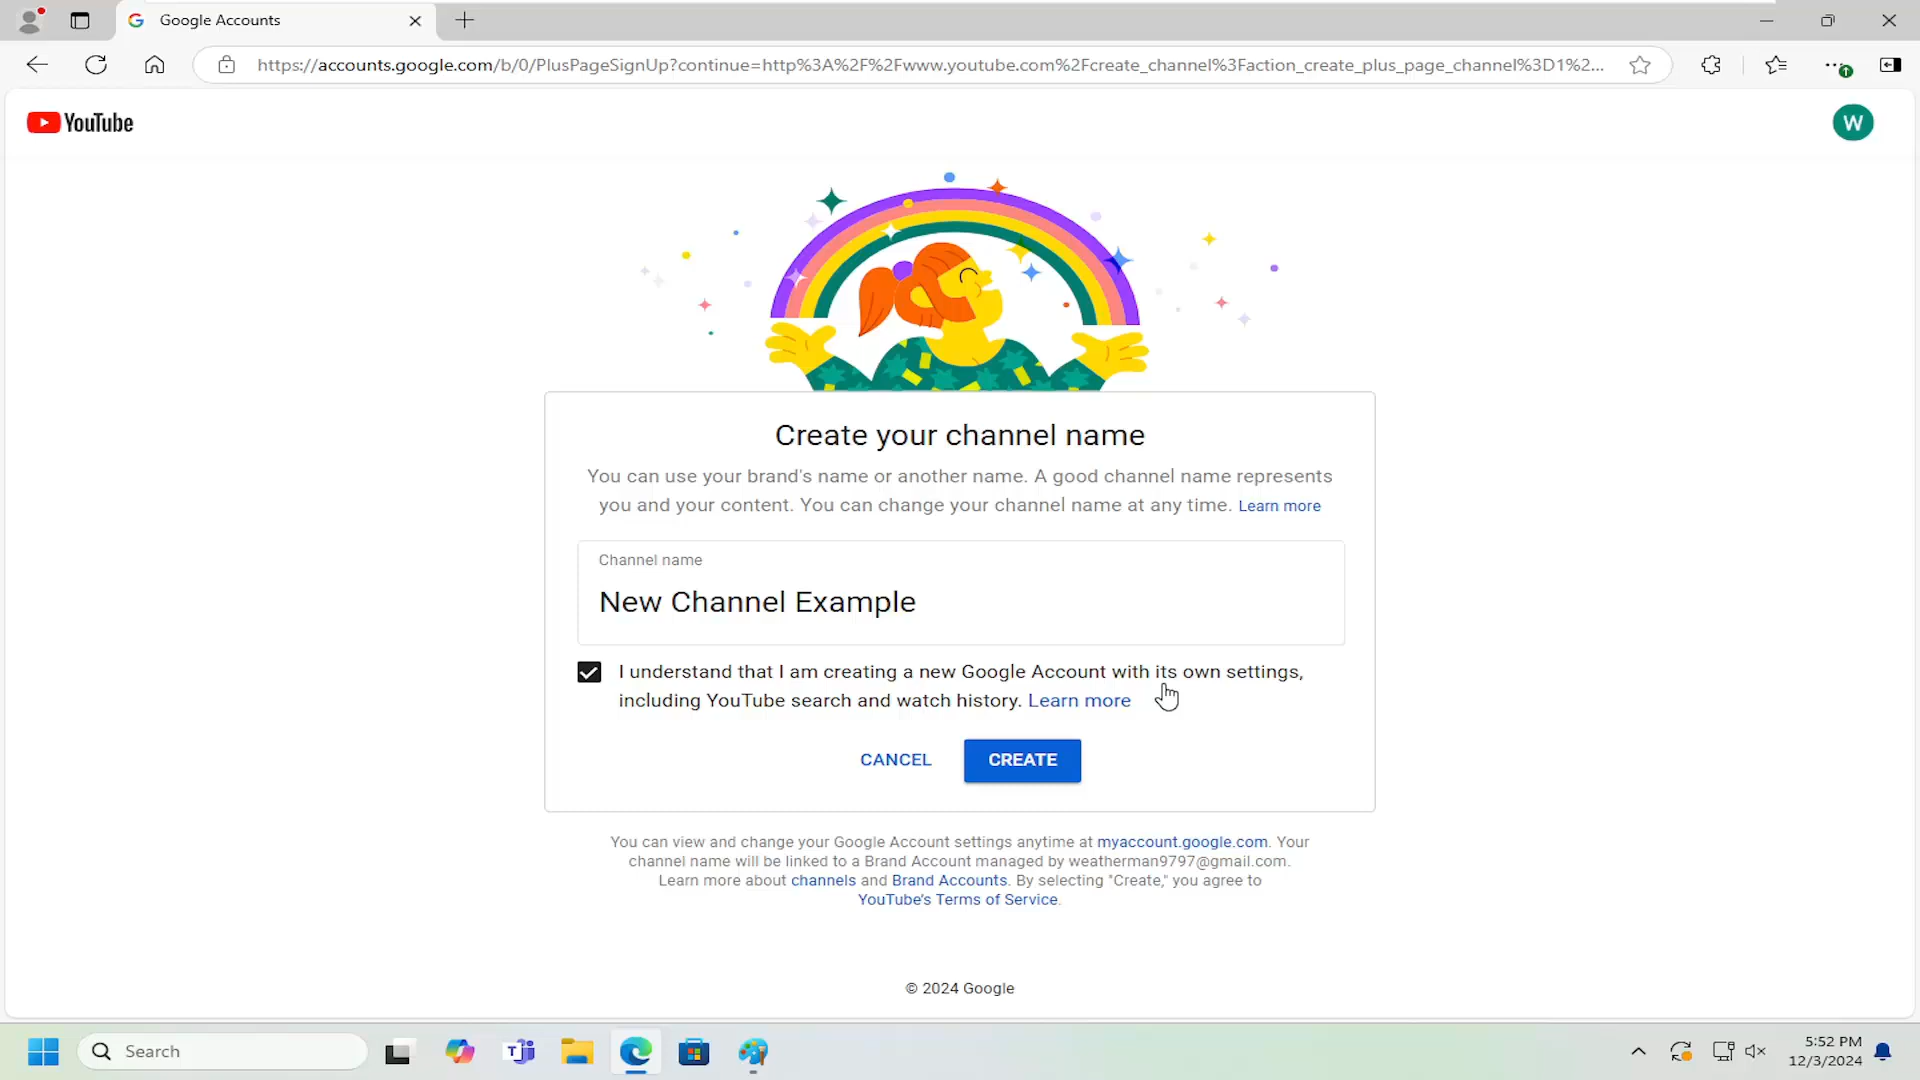 Google Accounts
https://accounts.google.com/b/0/PlusPageSignUp?continue=http%3A%2F%2Fwww.youtube.com%2Fcreate_channel%3Faction_create_plus_page_channel%3D1%2...
YouTube
W
Create your channel name
You can use your brand's name or another name. A good channel name represents
you and your content. You can change your channel name at any time. Learn more
Channel name
New Channel Example
I understand that I am creating a new Google Account with its own settings,
including YouTube search and watch history. Learn more
CANCEL
CREATE
You can view and change your Google Account settings anytime at myaccount.google.com. Your
channel name will be linked to a Brand Account managed by weatherman9797@gmail.com.
Learn more about channels and Brand Accounts. By selecting "Create," you agree to
YouTube's Terms of Service.
© 2024 Google
Search
5:52 PM
12/3/2024